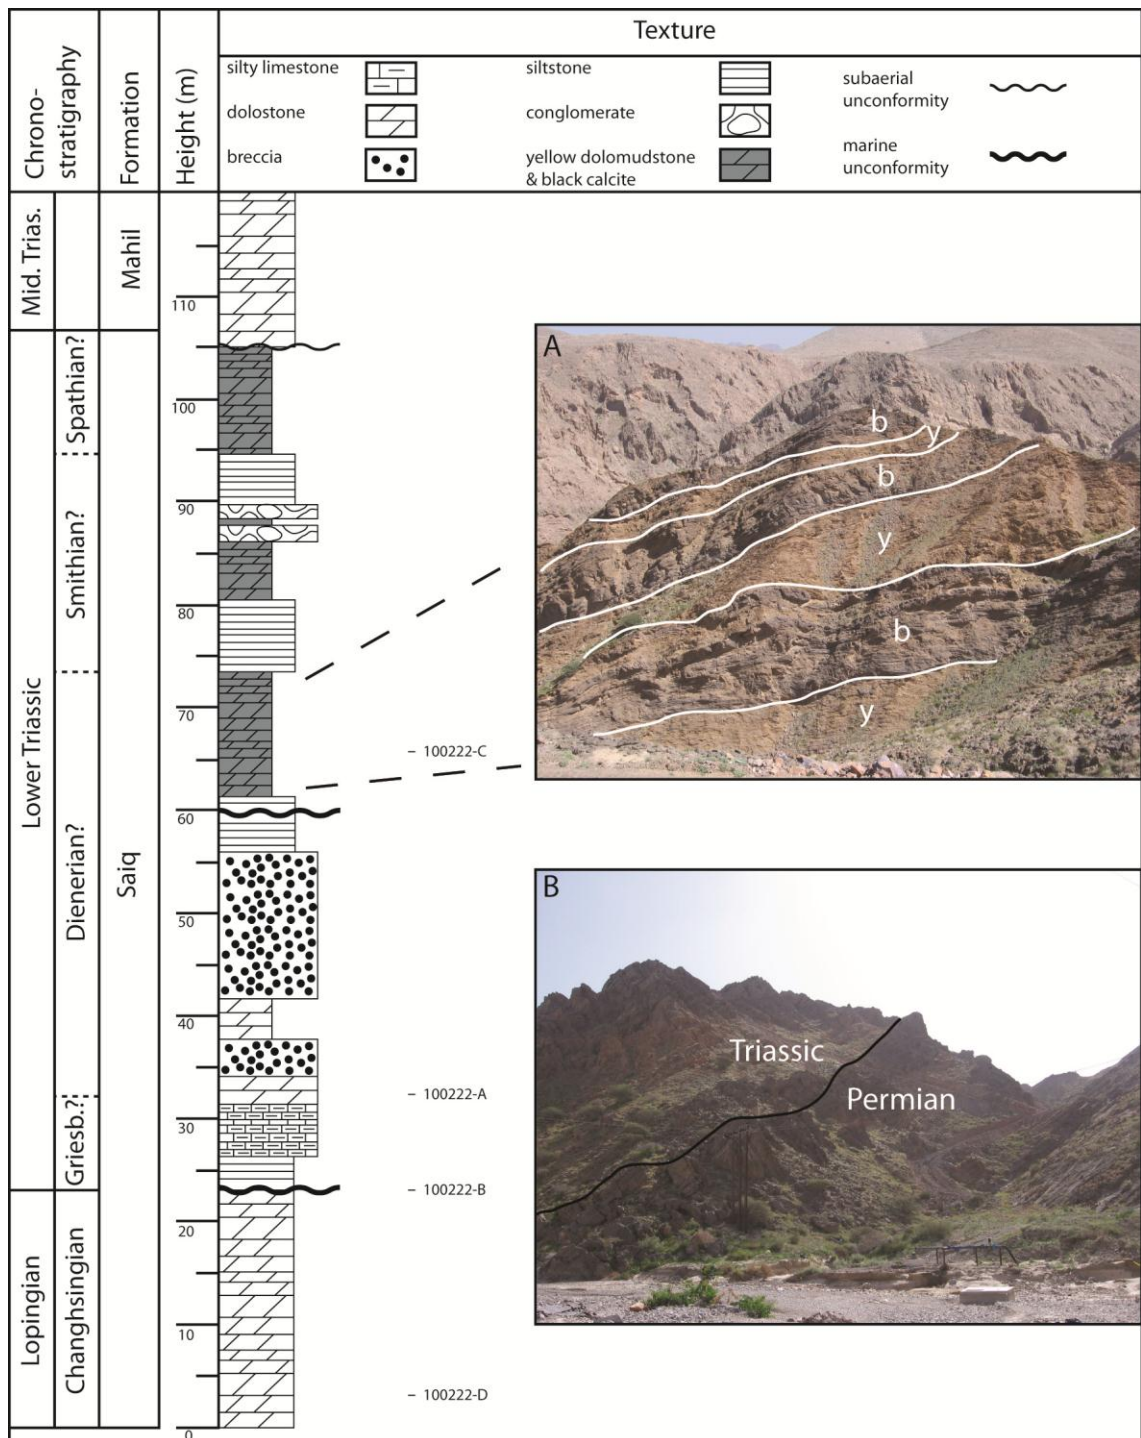 Chrono-
stratigraphy
Formation
Height (m)
Texture
silty limestone
dolostone
breccia
siltstone
conglomerate
yellow dolomudstone
& black calcite
subaerial
unconformity
marine
unconformity
Mid. Trias.
Lower Triassic
Lopingian
Spathian?
Smithian?
Dienerian?
Griesb.?
Changhsingian
Mahil
Saiq
110
100
90
80
70
60
50
40
30
20
10
0
100222-C
100222-A
100222-B
100222-D
A
b
y
b
y
b
y
B
Triassic
Permian